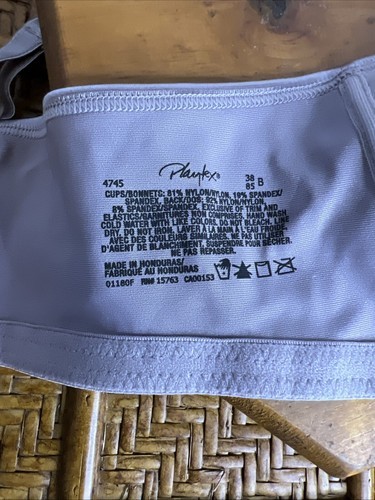 Playtex®
4745 38
85 B
CUPS/BONNETS: 81% NYLON/NYLON, 19% SPANDEX/
SPANDEX, BACK/DOS: 92% NYLON/NYLON,
8% SPANDEX/SPANDEX, EXCLUSIVE OF TRIM AND
ELASTICS/GARNITURES NON COMPRISES. HAND WASH
COLD WATER WITH LIKE COLORS. DO NOT BLEACH. LINE
DRY. DO NOT IRON. LAVER À LA MAIN À L'EAU FROIDE.
AVEC DES COULEURS SIMILAIRES. NE PAS UTILISER
D'AGENT DE BLANCHIMENT. SUSPENDRE POUR SÉCHER.
NE PAS REPASSER.
MADE IN HONDURAS/
FABRIQUE AU HONDURAS
01180F RN# 15763 CA00153